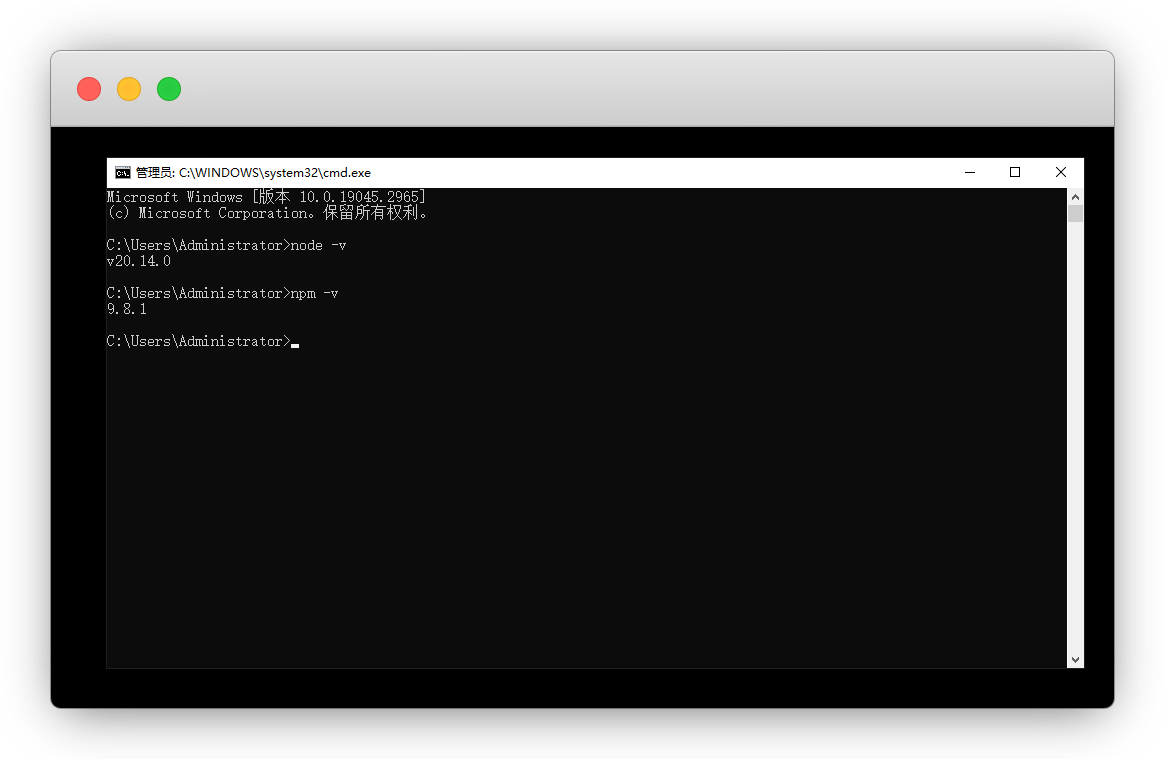 管理员: C:\WINDOWS\system32\cmd.exe
Microsoft Windows [版本 10.0.19045.2965]
(c) Microsoft Corporation。保留所有权利。
C:\Users\Administrator>node -v
v20.14.0
C:\Users\Administrator>npm -v
9.8.1
C:\Users\Administrator>